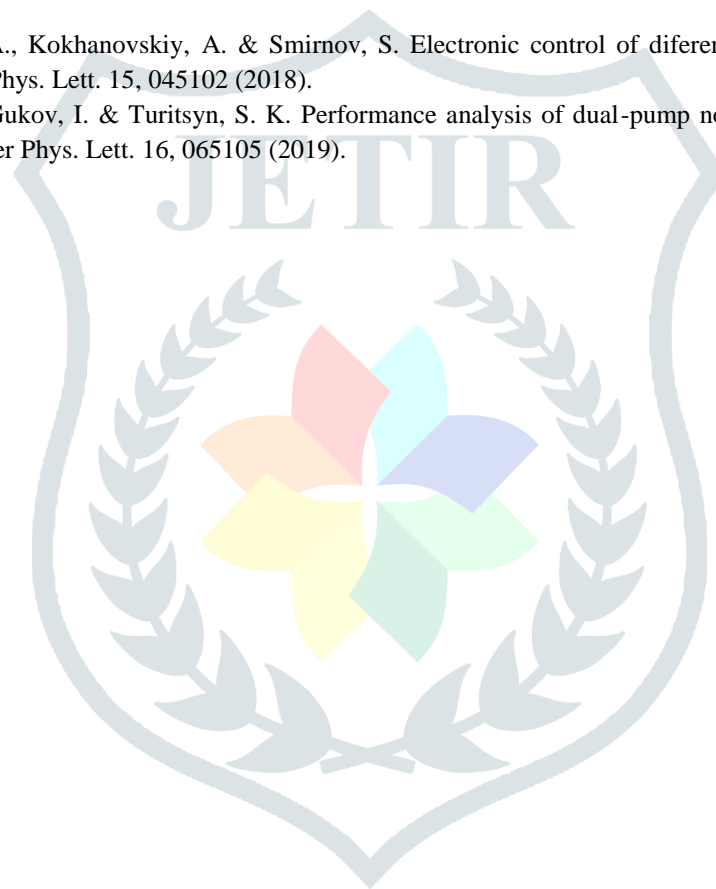 A., Kokhanovskiy, A. & Smirnov, S. Electronic control of diferen
Phys. Lett. 15, 045102 (2018).
Gukov, I. & Turitsyn, S. K. Performance analysis of dual-pump no
er Phys. Lett. 16, 065105 (2019).
JETIR